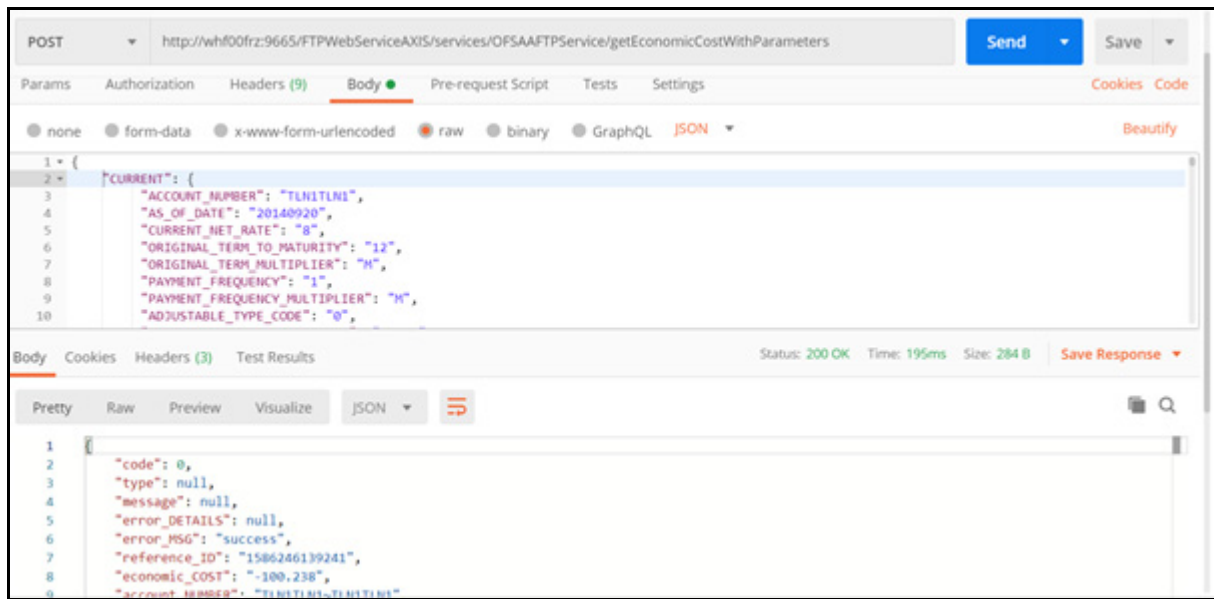 POST http://whf00frz:9665/FTPWebServiceAXIS/services/OFSAAFTPService/getEconomicCostWithParameters Send Save
Params Authorization Headers (9) Body Pre-request Script Tests Settings Cookies Code
none form-data x-www-form-urlencoded raw binary GraphQL JSON Beautify
1 {
2 "CURRENT": {
3 "ACCOUNT_NUMBER": "TLN1TLN1",
4 "AS_OF_DATE": "20140920",
5 "CURRENT_NET_RATE": "8",
6 "ORIGINAL_TERM_TO_MATURITY": "12",
7 "ORIGINAL_TERM_MULTIPLIER": "M",
8 "PAYMENT_FREQUENCY": "1",
9 "PAYMENT_FREQUENCY_MULTIPLIER": "M",
10 "ADJUSTABLE_TYPE_CODE": "0",
Body Cookies Headers (3) Test Results Status: 200 OK Time: 195ms Size: 284 B Save Response
Pretty Raw Preview Visualize JSON
1 {
2 "code": 0,
3 "type": null,
4 "message": null,
5 "error_DETAILS": null,
6 "error_MSG": "success",
7 "reference_ID": "1586246139241",
8 "economic_COST": "-100.238",
9 "account_NUMBER": "TLN1TLN1~TLN1TLN1"